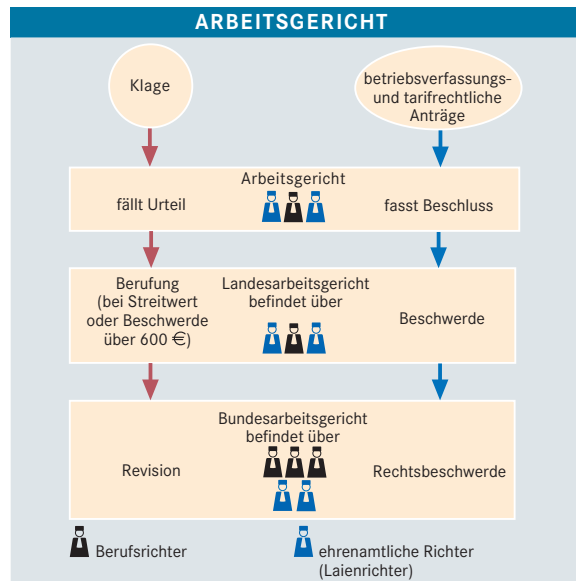 ARBEITSGERICHT
Klage
betriebsverfassungs-
und tarifrechtliche
Anträge
Arbeitsgericht
fällt Urteil
fasst Beschluss
Berufung
(bei Streitwert
oder Beschwerde
über 600 €)
Landesarbeitsgericht
befindet über
Beschwerde
Bundesarbeitsgericht
befindet über
Revision
Rechtsbeschwerde
Berufsrichter
ehrenamtliche Richter
(Laienrichter)